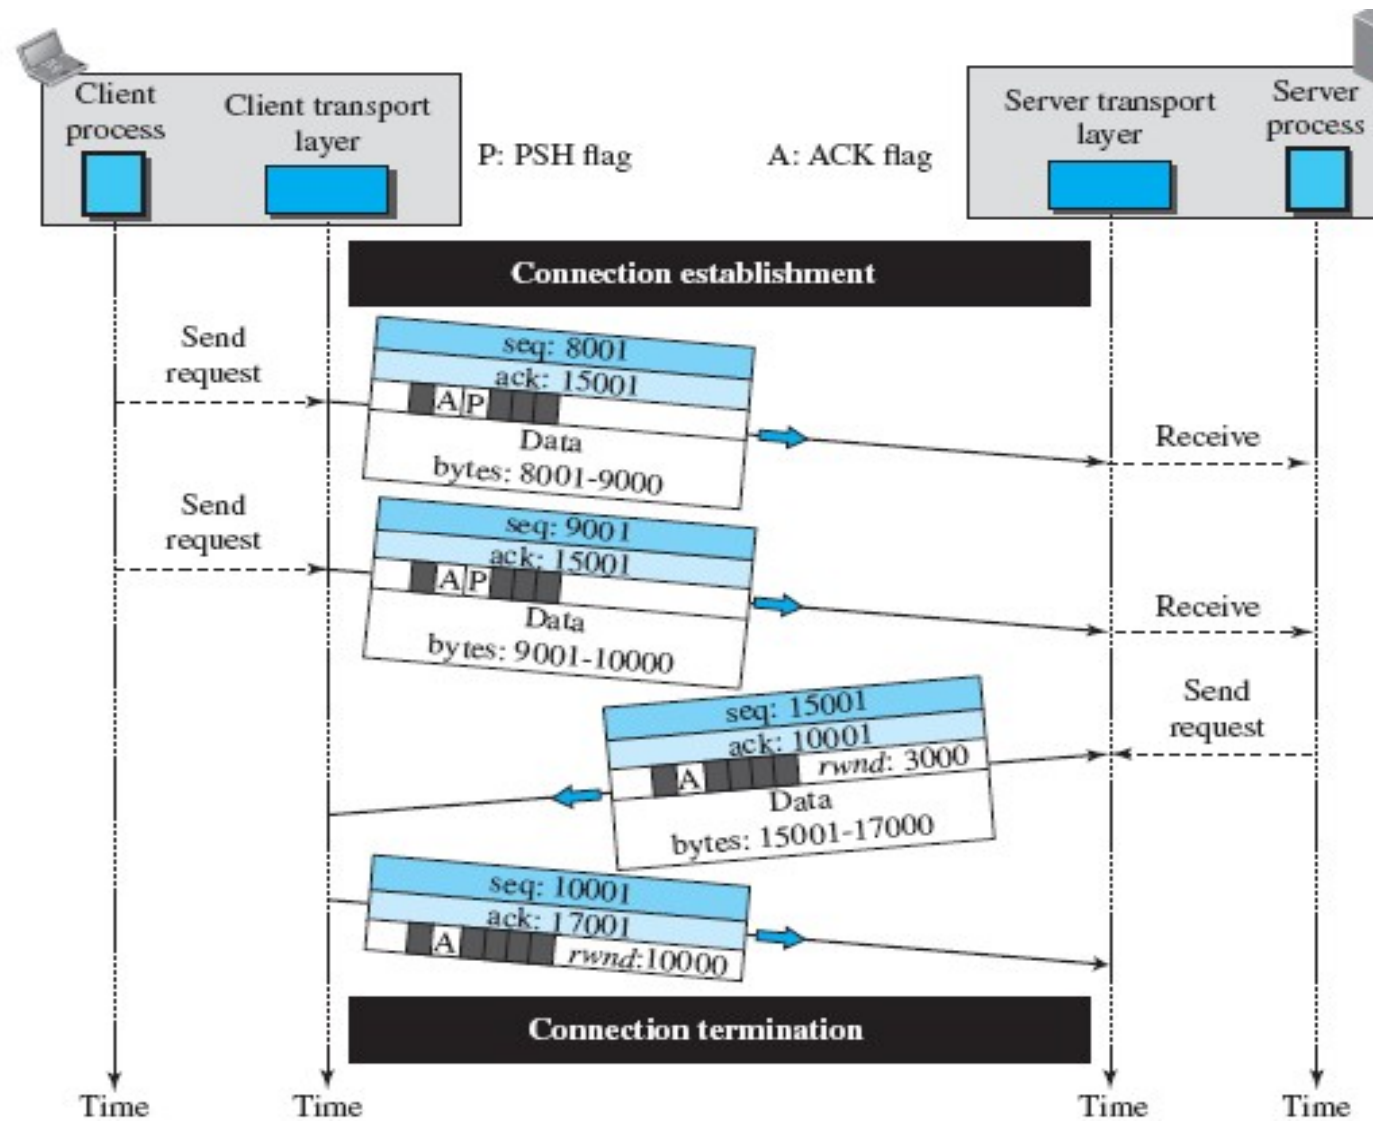 Client
process
Client transport
layer
P: PSH flag
A: ACK flag
Server transport
layer
Server
process
Connection establishment
Send
request
seq: 8001
ack: 15001
A P
Data
bytes: 8001-9000
Receive
Send
request
seq: 9001
ack: 15001
A P
Data
bytes: 9001-10000
Receive
Send
request
seq: 15001
ack: 10001
A rwnd: 3000
Data
bytes: 15001-17000
seq: 10001
ack: 17001
A rwnd:10000
Connection termination
Time
Time
Time
Time